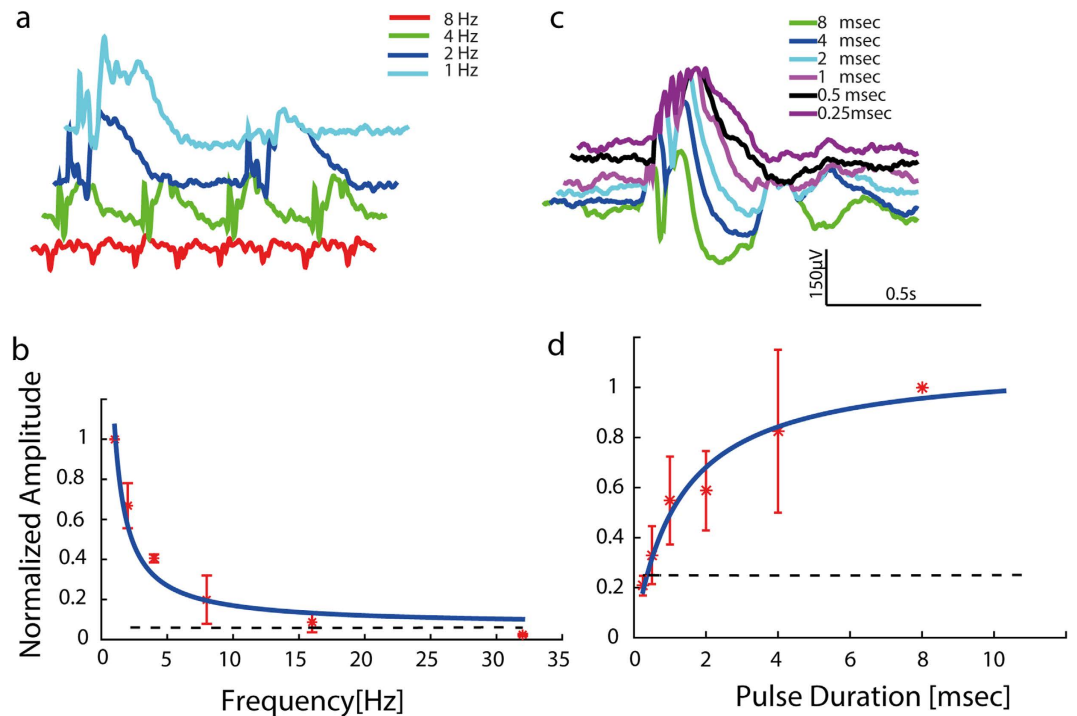 a
8 Hz
4 Hz
2 Hz
1 Hz
c
8 msec
4 msec
2 msec
1 msec
0.5 msec
0.25msec
150μV
0.5s
b
Normalized Amplitude
1
0.8
0.6
0.4
0.2
0
0 5 10 15 20 25 30 35
Frequency[Hz]
d
1
0.8
0.6
0.4
0.2
0
0 2 4 6 8 10
Pulse Duration [msec]